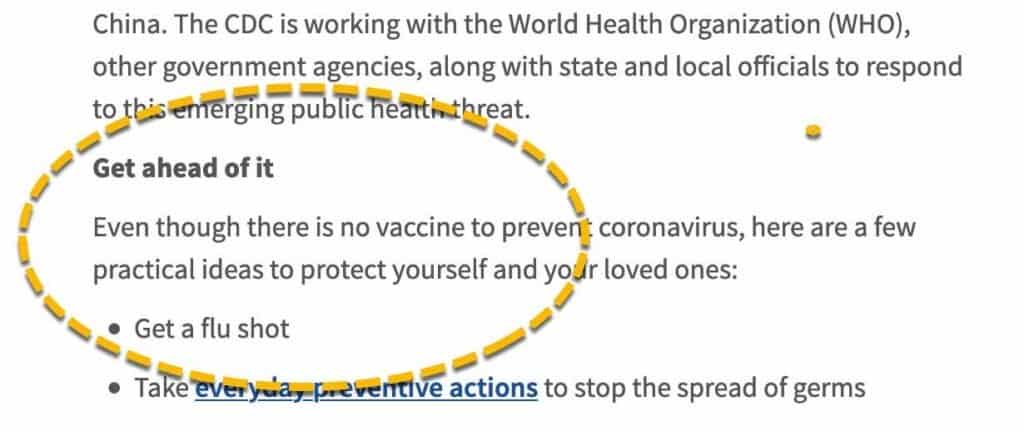 China. The CDC is working with the World Health Organization (WHO),
other government agencies, along with state and local officials to respond
to this emerging public health threat.
Get ahead of it
Even though there is no vaccine to prevent coronavirus, here are a few
practical ideas to protect yourself and your loved ones:
• Get a flu shot
• Take everyday preventive actions to stop the spread of germs